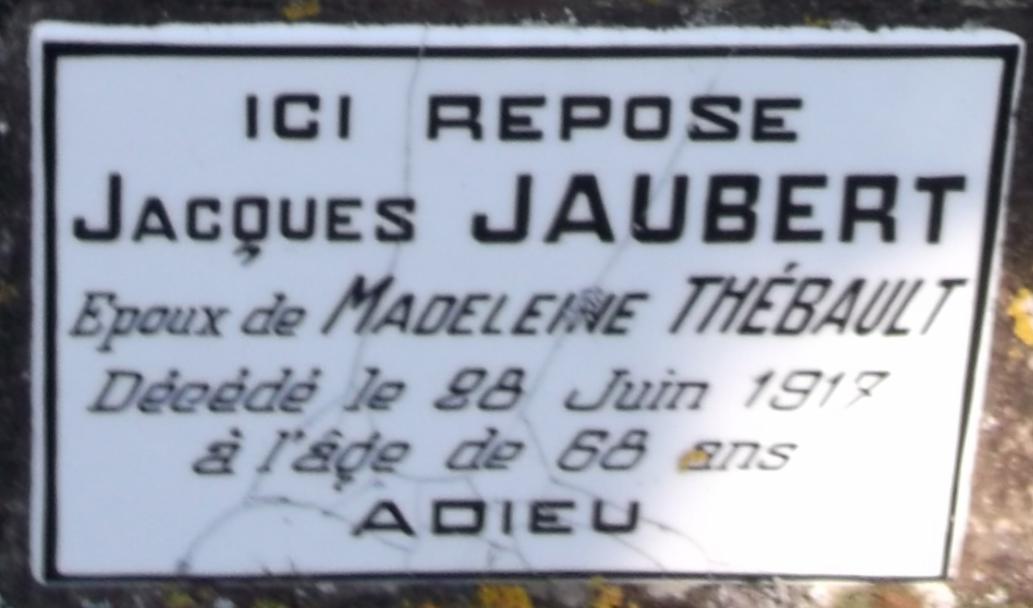 ICI REPOSE
JACQUES JAUBERT
Epoux de MADELEINE THÉBAULT
Décédé le 28 Juin 1917
à l'âge de 68 ans
ADIEU